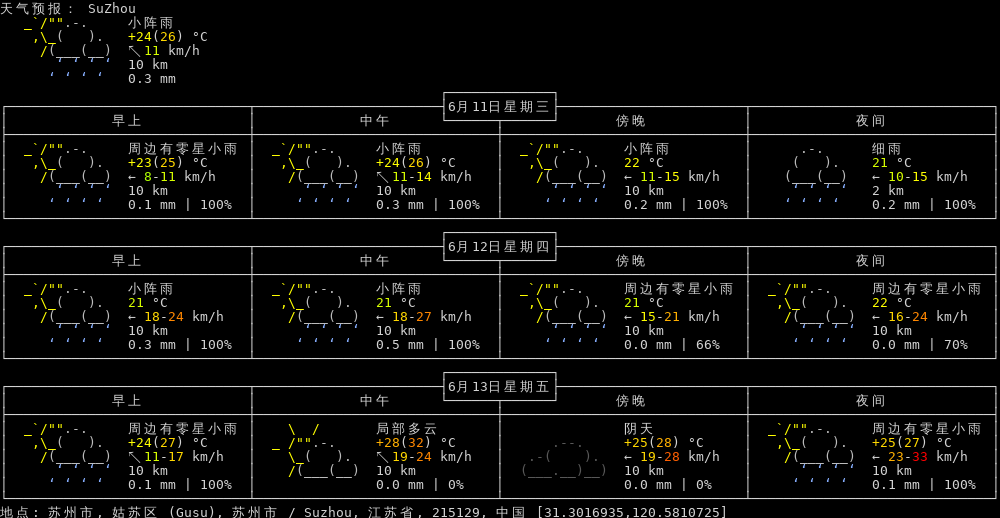 天气预报: SuZhou
小阵雨
+24(26) °C
↖ 11 km/h
10 km
0.3 mm
6月11日星期三
早上 中午 傍晚 夜间
周边有零星小雨 小阵雨 小阵雨 细雨
+23(25) °C +24(26) °C 22 °C 21 °C
← 8-11 km/h ↖ 11-14 km/h ← 11-15 km/h ← 10-15 km/h
10 km 10 km 10 km 2 km
0.1 mm | 100% 0.3 mm | 100% 0.2 mm | 100% 0.2 mm | 100%
6月12日星期四
早上 中午 傍晚 夜间
小阵雨 小阵雨 周边有零星小雨 周边有零星小雨
21 °C 21 °C 21 °C 22 °C
← 18-24 km/h ← 18-27 km/h ← 15-21 km/h ← 16-24 km/h
10 km 10 km 10 km 10 km
0.3 mm | 100% 0.5 mm | 100% 0.0 mm | 66% 0.0 mm | 70%
6月13日星期五
早上 中午 傍晚 夜间
周边有零星小雨 局部多云 阴天 周边有零星小雨
+24(27) °C +28(32) °C +25(28) °C +25(27) °C
↖ 11-17 km/h ↖ 19-24 km/h ← 19-28 km/h ← 23-33 km/h
10 km 10 km 10 km 10 km
0.1 mm | 100% 0.0 mm | 0% 0.0 mm | 0% 0.1 mm | 100%
地点: 苏州市, 姑苏区 (Gusu), 苏州市 / Suzhou, 江苏省, 215129, 中国 [31.3016935,120.5810725]